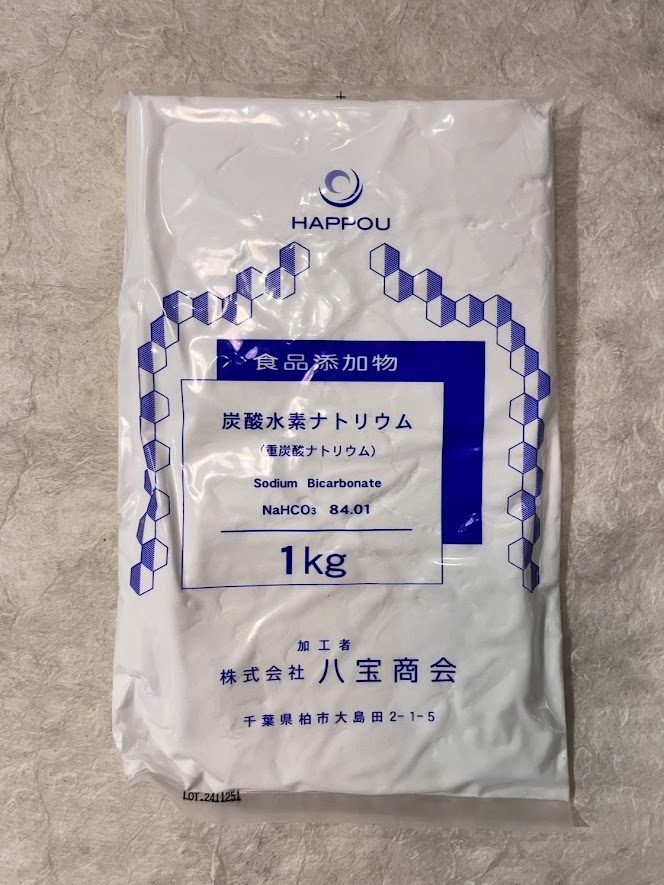 HAPPOU
食品添加物
炭酸水素ナトリウム
（重炭酸ナトリウム）
Sodium Bicarbonate
NaHCO₃ 84.01
1kg
加工者
株式会社 八宝商会
千葉県柏市大島田2-1-5
LOT.2411251